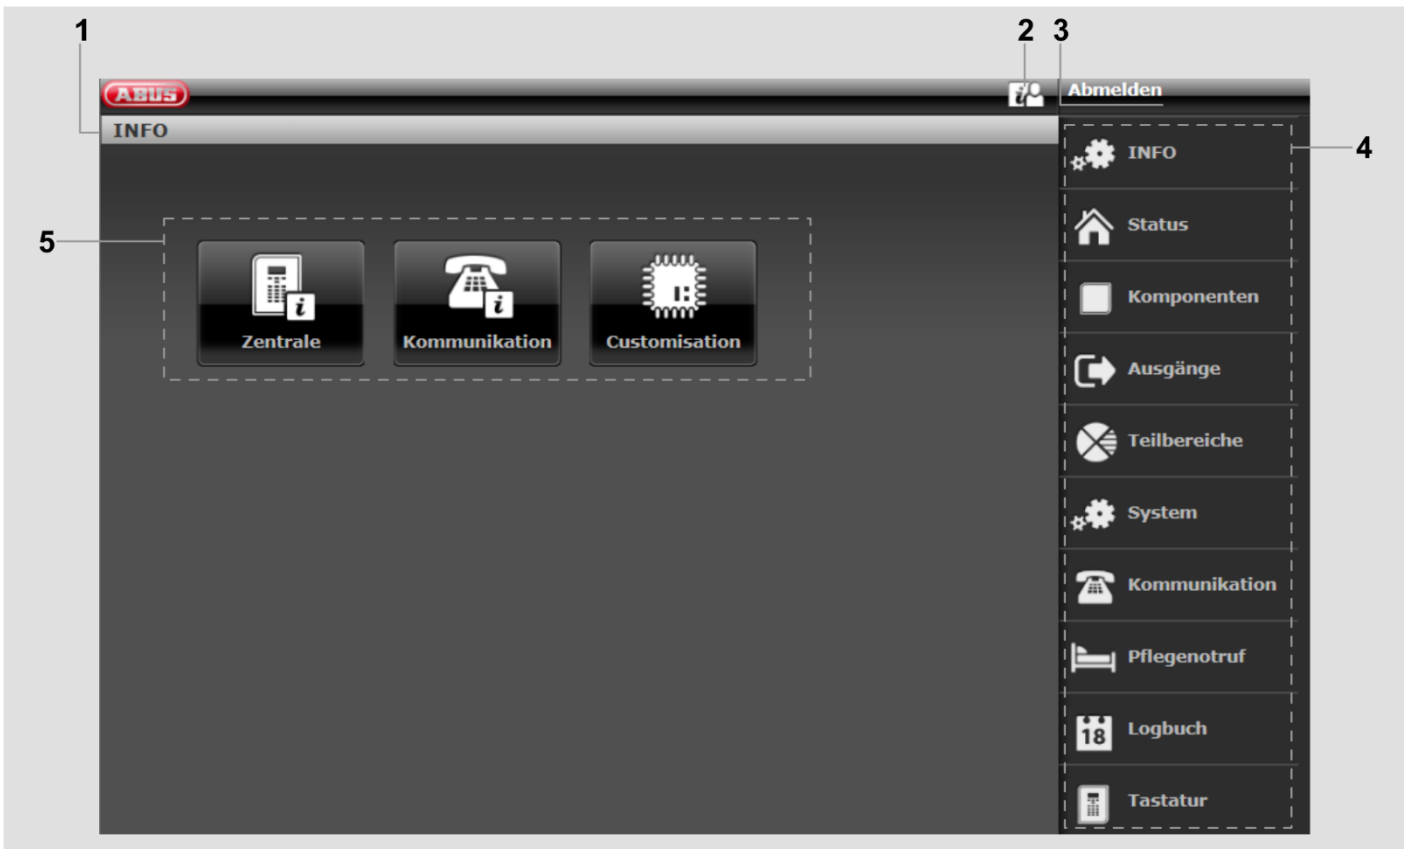 1
2
3
ABUS
Abmelden
INFO
INFO
4
Status
5
Komponenten
Zentrale
Kommunikation
Customisation
Ausgänge
Teilbereiche
System
Kommunikation
Pflegenotruf
18
Logbuch
Tastatur